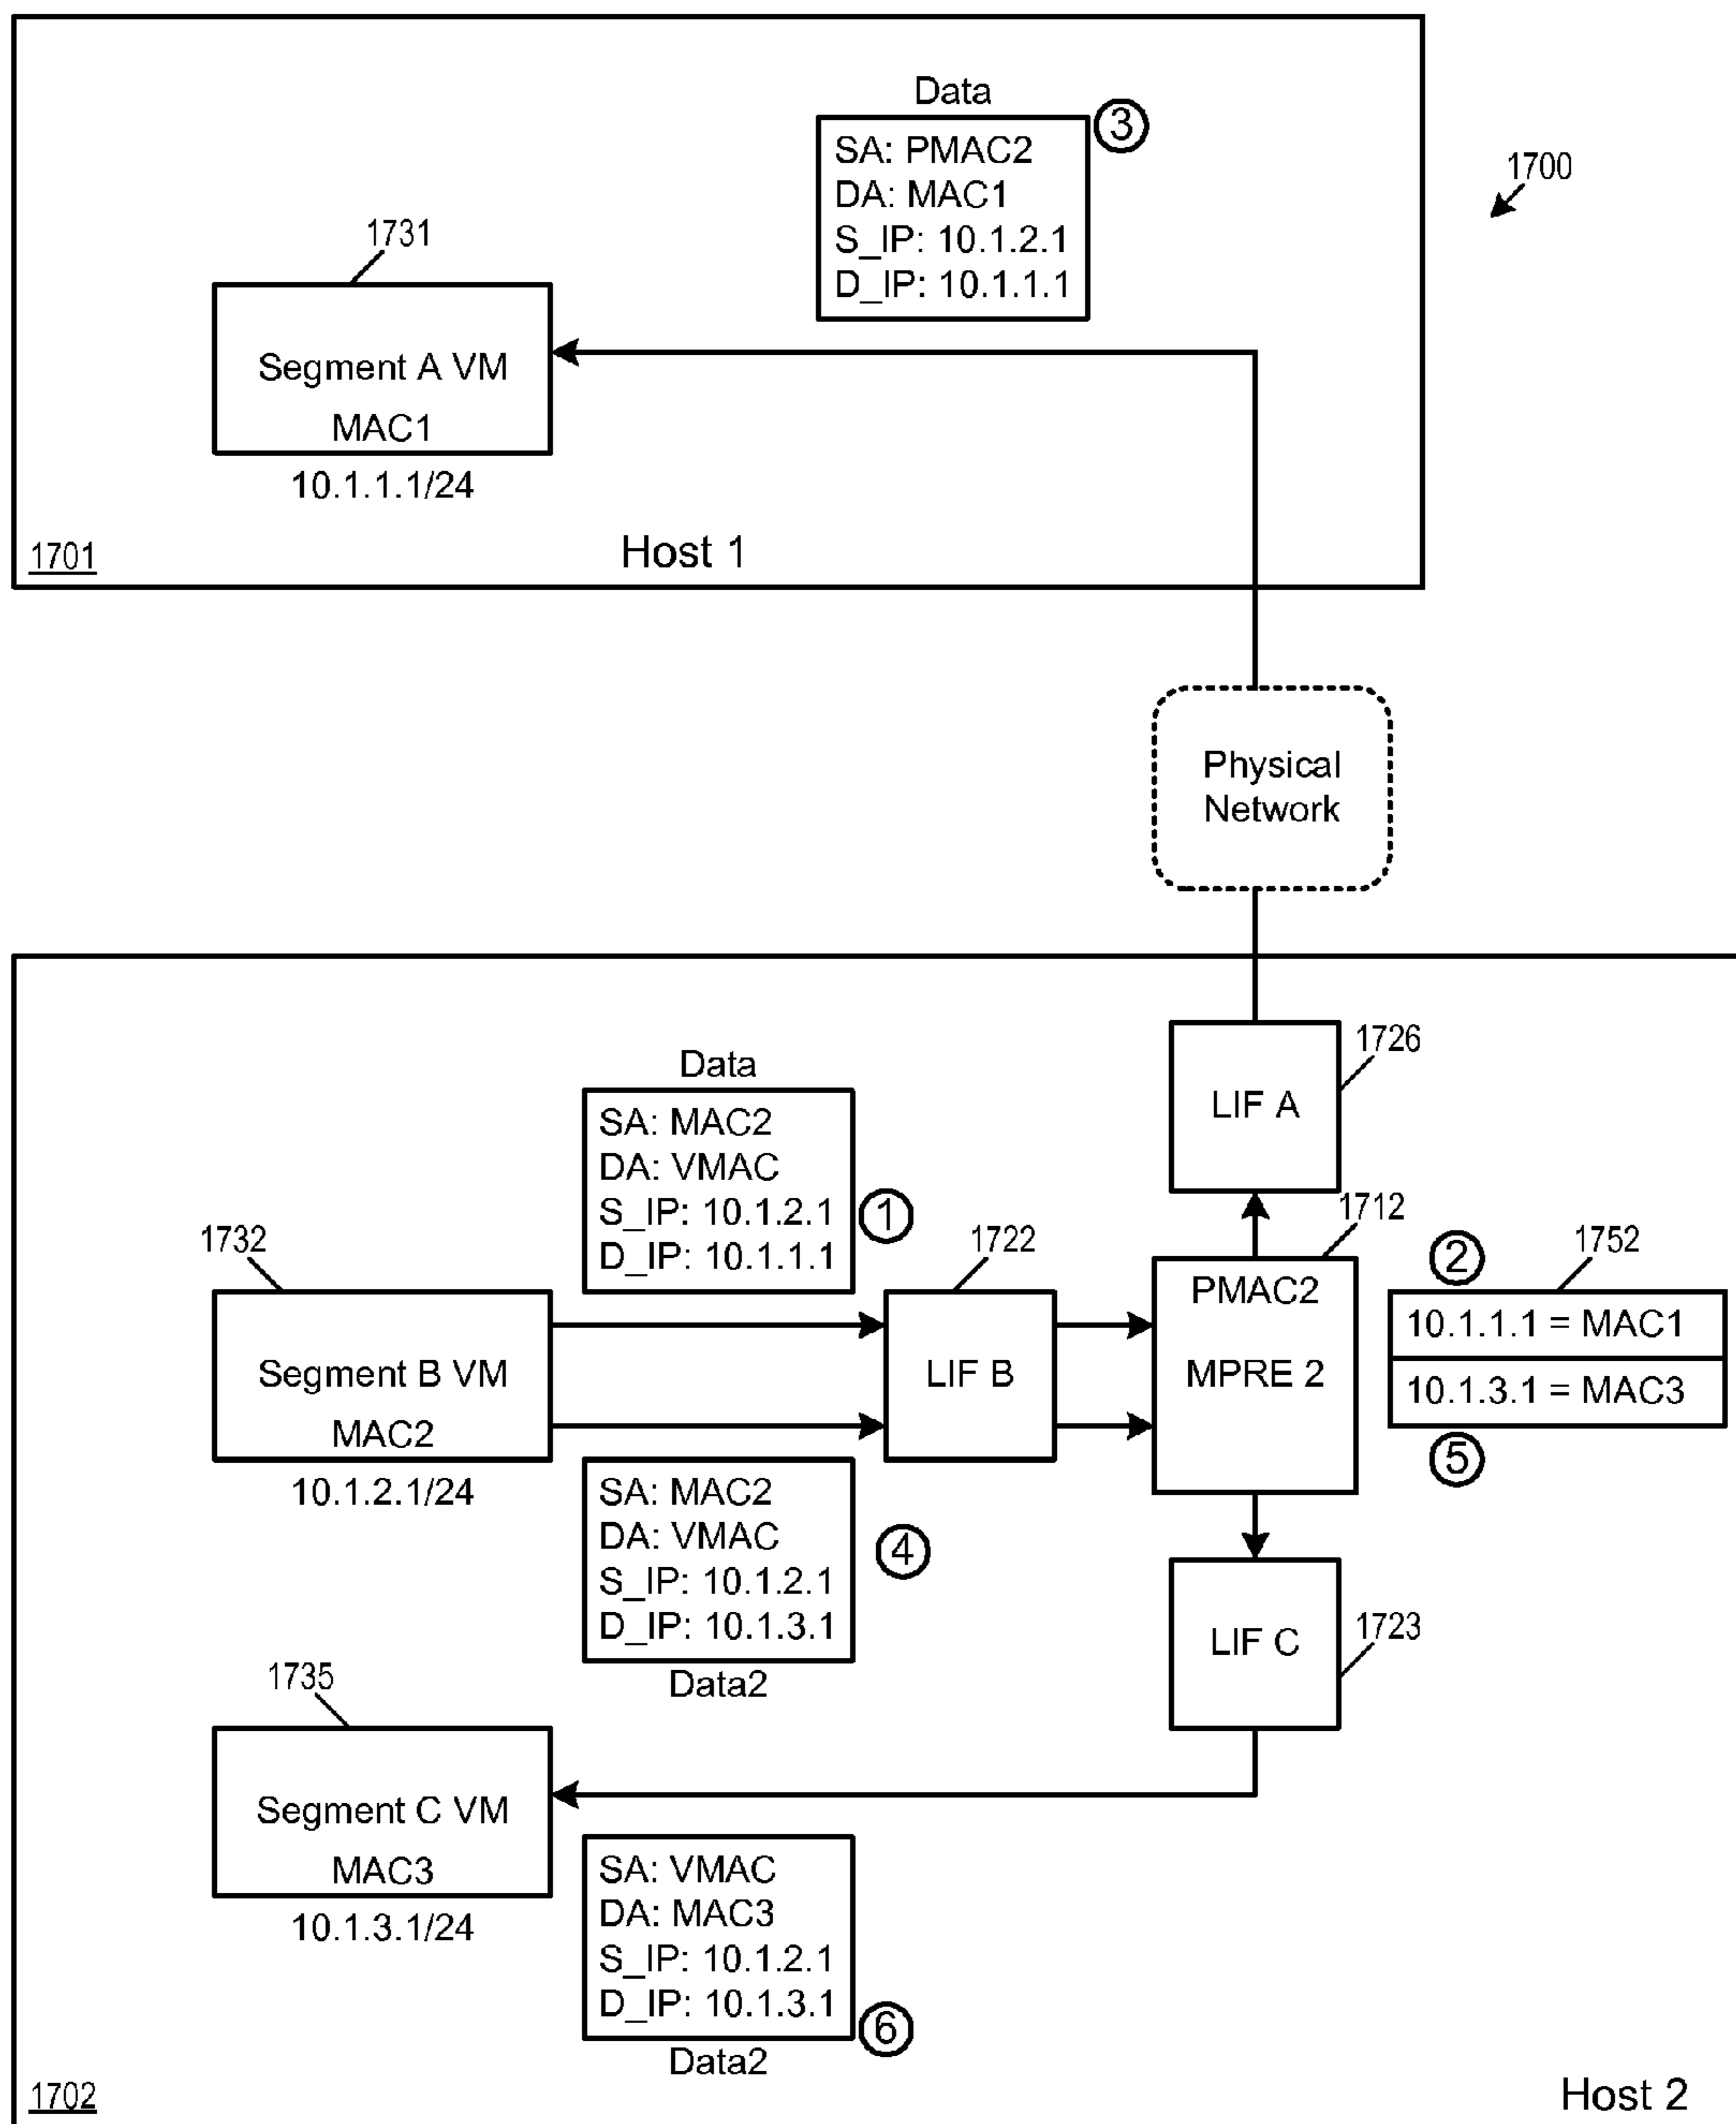 Data
③
SA: PMAC2
DA: MAC1
S_IP: 10.1.2.1
D_IP: 10.1.1.1
1700
1731
Segment A VM
MAC1
10.1.1.1/24
1701
Host 1
Physical
Network
1726
LIF A
Data
SA: MAC2
DA: VMAC
S_IP: 10.1.2.1
D_IP: 10.1.1.1
①
1732
Segment B VM
MAC2
10.1.2.1/24
1722
LIF B
1712
PMAC2
MPRE 2
②
1752
10.1.1.1 = MAC1
10.1.3.1 = MAC3
⑤
SA: MAC2
DA: VMAC
S_IP: 10.1.2.1
D_IP: 10.1.3.1
④
Data2
1723
LIF C
1735
Segment C VM
MAC3
10.1.3.1/24
SA: VMAC
DA: MAC3
S_IP: 10.1.2.1
D_IP: 10.1.3.1
⑥
Data2
1702
Host 2